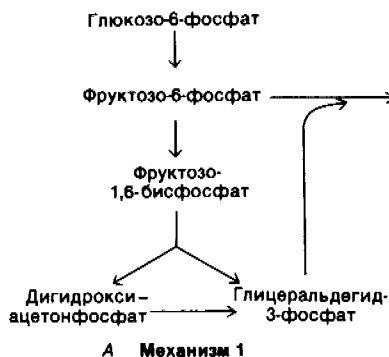 Глюкозо-6-фосфат
Фруктозо-6-фосфат
Фруктозо-
1,6-бисфосфат
Дигидрокси-
ацетонфосфат
Глицеральдегид-
3-фосфат
А Механизм 1